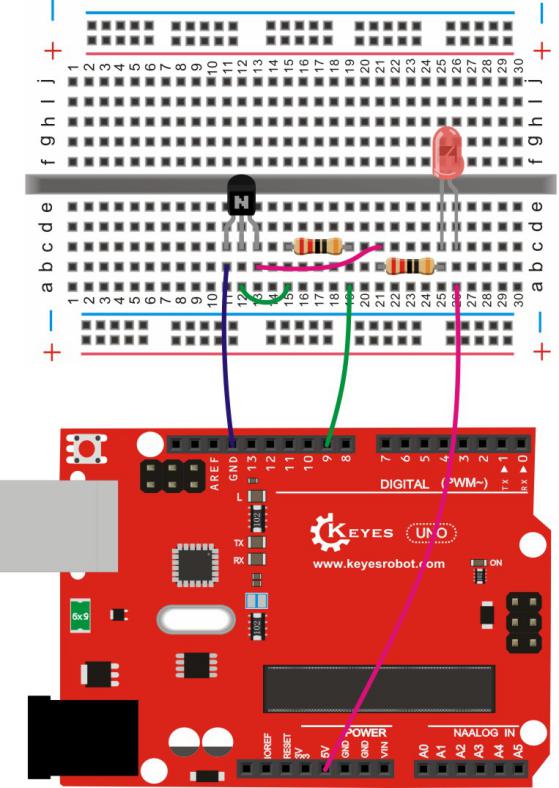 − −
+ +
1 2 3 4 5 6 7 8 9 10 11 12 13 14 15 16 17 18 19 20 21 22 23 24 25 26 27 28 29 30
j j
i i
h h
g g
f f
N
e e
d d
c c
b b
a a
1 2 3 4 5 6 7 8 9 10 11 12 13 14 15 16 17 18 19 20 21 22 23 24 25 26 27 28 29 30
− −
+ +
AREF GND 13 12 11 10 9 8 7 6 5 4 3 2 TX ▶ 1 RX ▶ 0
DIGITAL (PWM~)
L
102
TX
RX
KEYES UNO
www.keyesrobot.com
ON
6x9
102
POWER
NAALOG IN
IOREF RESET 3V3 5V GND GND VIN A0 A1 A2 A3 A4 A5